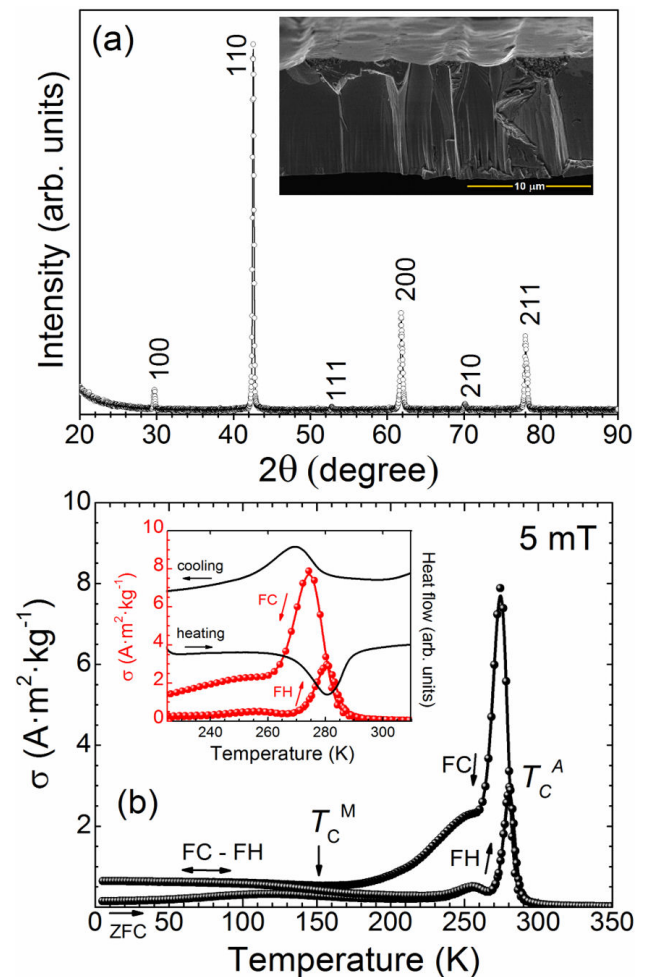 (a)
110
10 μm
100
111
200
210
211
Intensity (arb. units)
20 30 40 50 60 70 80 90
2θ (degree)
10
8
6
4
2
σ (A·m²·kg⁻¹)
5 mT
10
8
6
4
2
0
σ (A·m²·kg⁻¹)
cooling
FC
heating
FH
Heat flow (arb. units)
240 260 280 300
Temperature (K)
FC
T_C^A
FH
(b)
T_C^M
FC - FH
ZFC
0 50 100 150 200 250 300 350
Temperature (K)